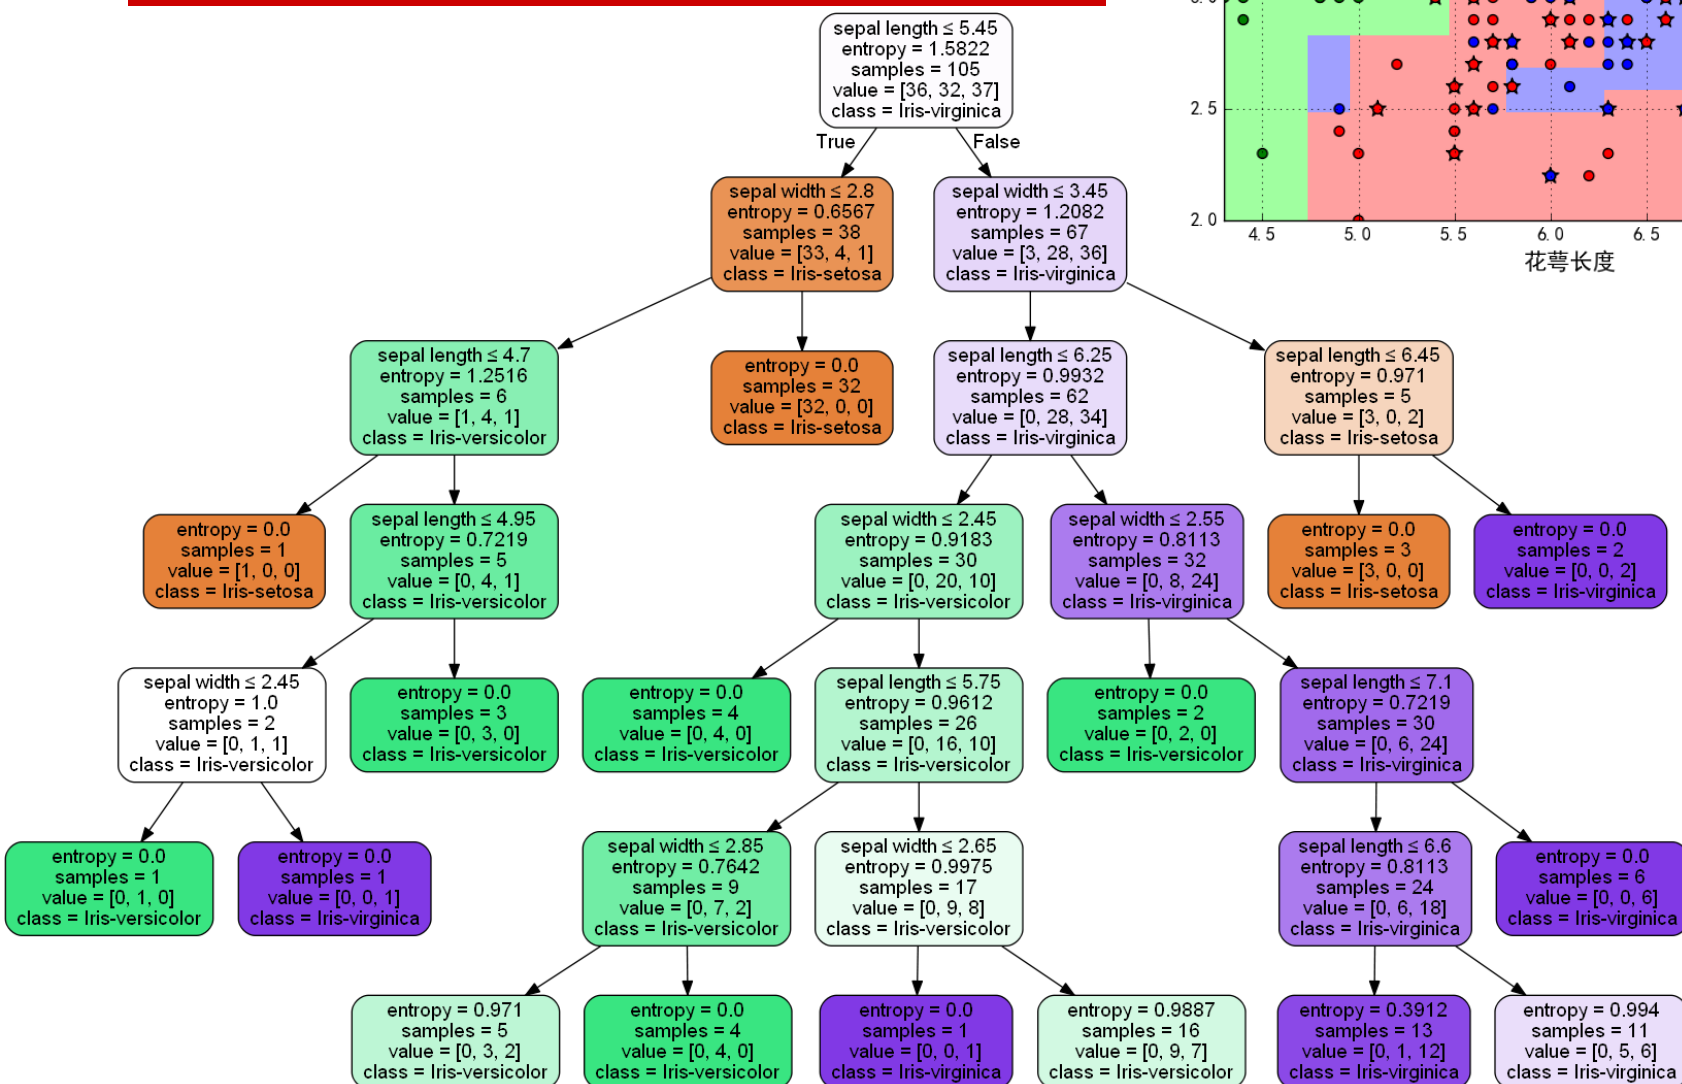 sepal length ≤ 5.45
entropy = 1.5822
samples = 105
value = [36, 32, 37]
class = Iris-virginica
True
False
sepal width ≤ 2.8
entropy = 0.6567
samples = 38
value = [33, 4, 1]
class = Iris-setosa
sepal width ≤ 3.45
entropy = 1.2082
samples = 67
value = [3, 28, 36]
class = Iris-virginica
2.5
2.0
4.5
5.0
5.5
6.0
6.5
花萼长度
sepal length ≤ 4.7
entropy = 1.2516
samples = 6
value = [1, 4, 1]
class = Iris-versicolor
entropy = 0.0
samples = 32
value = [32, 0, 0]
class = Iris-setosa
sepal length ≤ 6.25
entropy = 0.9932
samples = 62
value = [0, 28, 34]
class = Iris-virginica
sepal length ≤ 6.45
entropy = 0.971
samples = 5
value = [3, 0, 2]
class = Iris-setosa
entropy = 0.0
samples = 1
value = [1, 0, 0]
class = Iris-setosa
sepal length ≤ 4.95
entropy = 0.7219
samples = 5
value = [0, 4, 1]
class = Iris-versicolor
sepal width ≤ 2.45
entropy = 0.9183
samples = 30
value = [0, 20, 10]
class = Iris-versicolor
sepal width ≤ 2.55
entropy = 0.8113
samples = 32
value = [0, 8, 24]
class = Iris-virginica
entropy = 0.0
samples = 3
value = [3, 0, 0]
class = Iris-setosa
entropy = 0.0
samples = 2
value = [0, 0, 2]
class = Iris-virginica
sepal width ≤ 2.45
entropy = 1.0
samples = 2
value = [0, 1, 1]
class = Iris-versicolor
entropy = 0.0
samples = 3
value = [0, 3, 0]
class = Iris-versicolor
entropy = 0.0
samples = 4
value = [0, 4, 0]
class = Iris-versicolor
sepal length ≤ 5.75
entropy = 0.9612
samples = 26
value = [0, 16, 10]
class = Iris-versicolor
entropy = 0.0
samples = 2
value = [0, 2, 0]
class = Iris-versicolor
sepal length ≤ 7.1
entropy = 0.7219
samples = 30
value = [0, 6, 24]
class = Iris-virginica
entropy = 0.0
samples = 1
value = [0, 1, 0]
class = Iris-versicolor
entropy = 0.0
samples = 1
value = [0, 0, 1]
class = Iris-virginica
sepal width ≤ 2.85
entropy = 0.7642
samples = 9
value = [0, 7, 2]
class = Iris-versicolor
sepal width ≤ 2.65
entropy = 0.9975
samples = 17
value = [0, 9, 8]
class = Iris-versicolor
sepal length ≤ 6.6
entropy = 0.8113
samples = 24
value = [0, 6, 18]
class = Iris-virginica
entropy = 0.0
samples = 6
value = [0, 0, 6]
class = Iris-virginica
entropy = 0.971
samples = 5
value = [0, 3, 2]
class = Iris-versicolor
entropy = 0.0
samples = 4
value = [0, 4, 0]
class = Iris-versicolor
entropy = 0.0
samples = 1
value = [0, 0, 1]
class = Iris-virginica
entropy = 0.9887
samples = 16
value = [0, 9, 7]
class = Iris-versicolor
entropy = 0.3912
samples = 13
value = [0, 1, 12]
class = Iris-virginica
entropy = 0.994
samples = 11
value = [0, 5, 6]
class = Iris-virginica